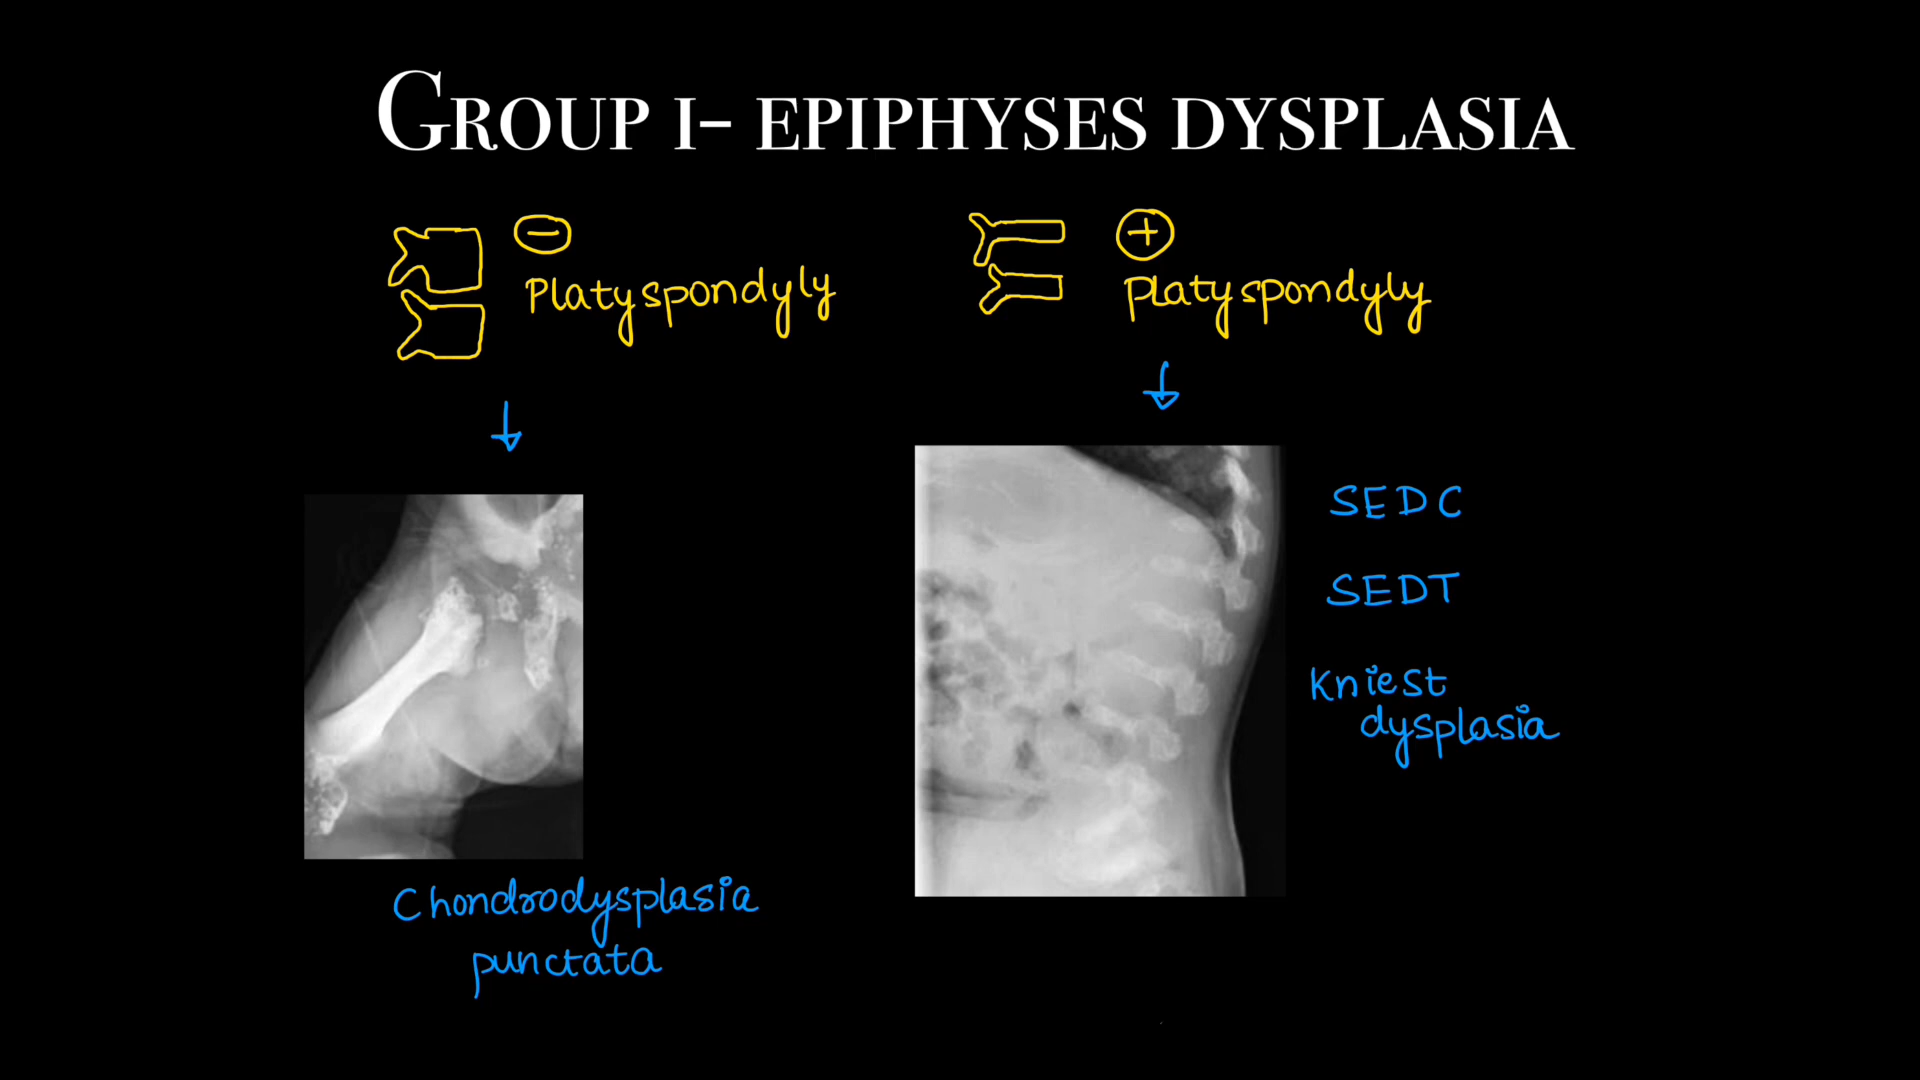 GROUP I- EPIPHYSES DYSPLASIA
−
Platyspondyly
+
Platyspondyly
SEDC
SEDT
Kniest
dysplasia
Chondrodysplasia
punctata